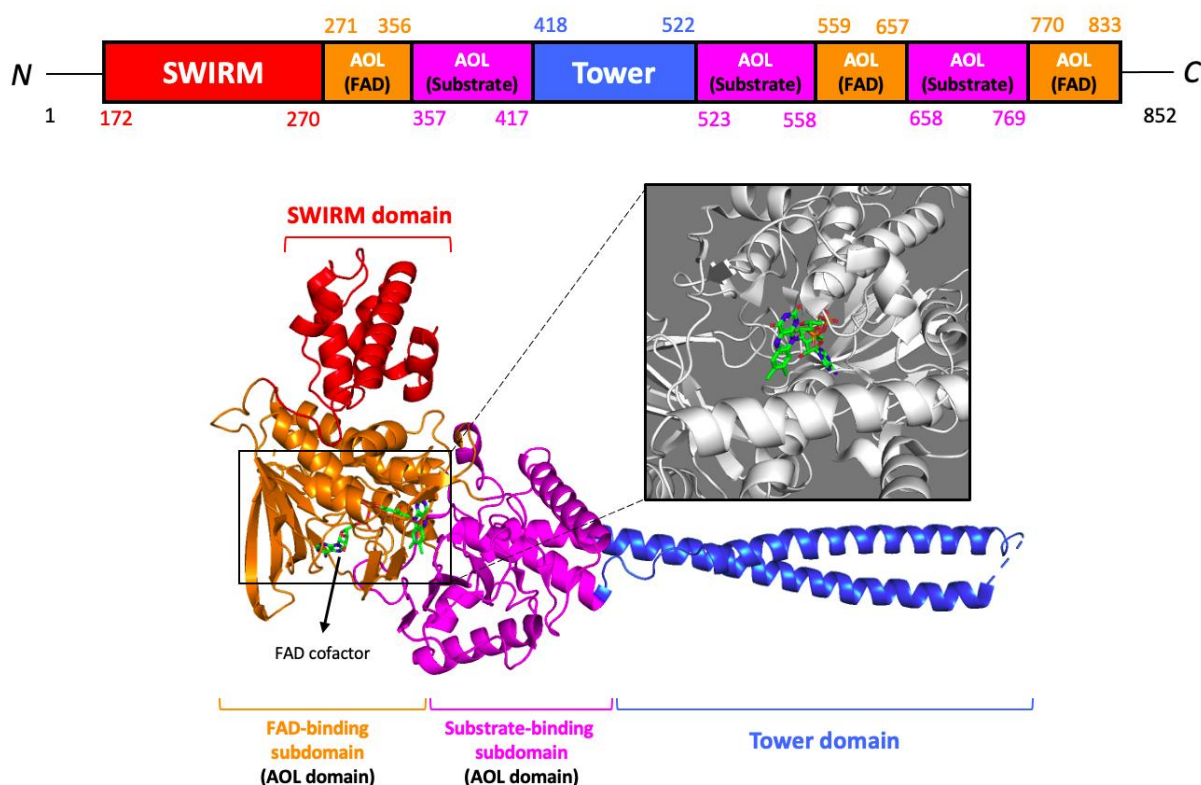 271 356 418 522 559 657 770 833
N SWIRM AOL AOL Tower AOL AOL AOL AOL C
(FAD) (Substrate) (Substrate) (FAD) (Substrate) (FAD)
1 172 270 357 417 523 558 658 769 852
SWIRM domain
FAD cofactor
FAD-binding
subdomain
(AOL domain)
Substrate-binding
subdomain
(AOL domain)
Tower domain